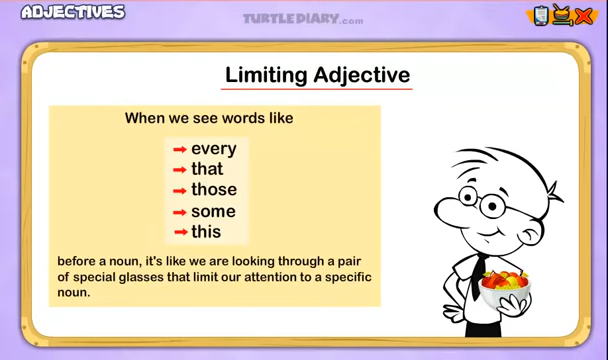 ADJECTIVES
TURTLEDIARY.com
Limiting Adjective
When we see words like
every
that
those
some
this
before a noun, it's like we are looking through a pair
of special glasses that limit our attention to a specific
noun.